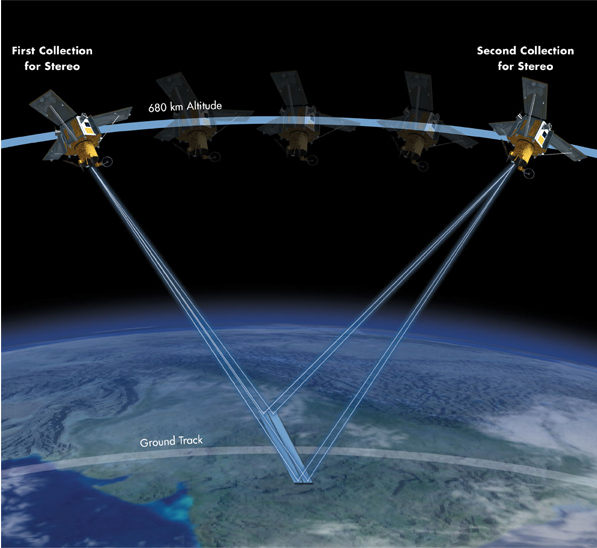 First Collection
for Stereo
Second Collection
for Stereo
680 km Altitude
Ground Track